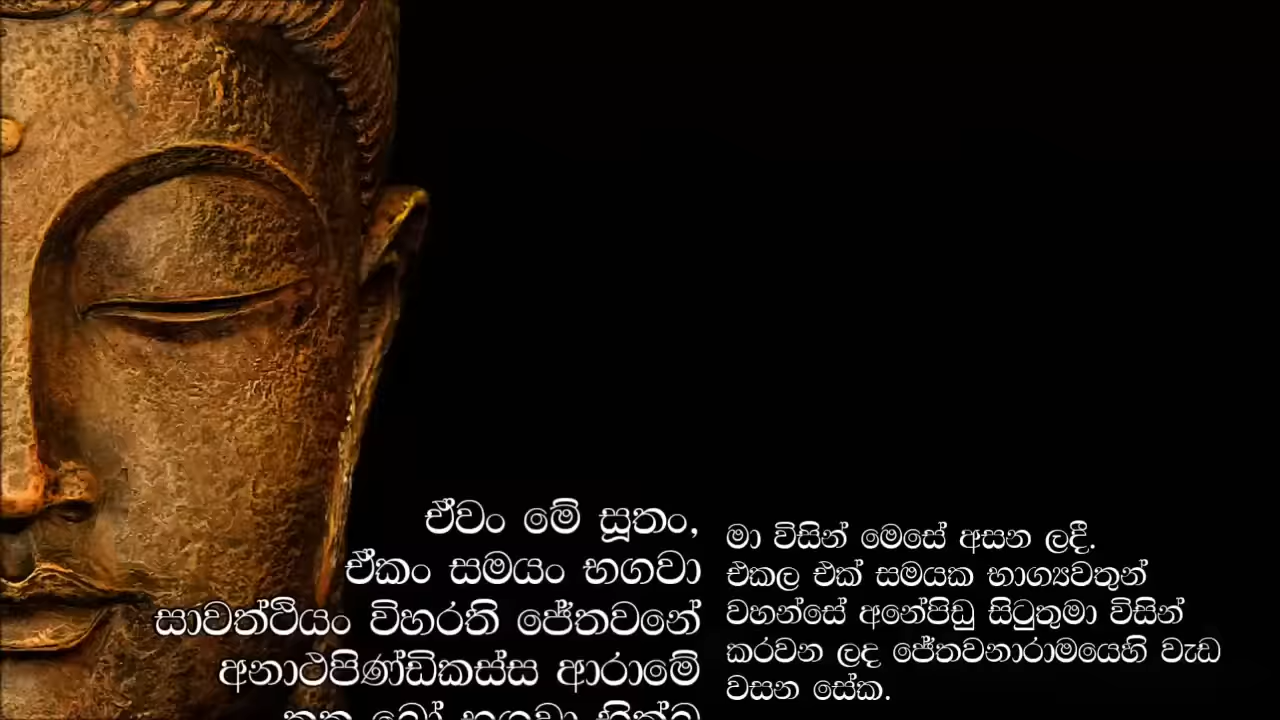 ඒවං මේ සූතං,
ඒකං සමයං භගවා
සාවත්ථියං විහරති ජේතවනේ
අනාථපිණ්ඩිකස්ස ආරාමේ
මා විසින් මෙසේ අසන ලදී.
එකල එක් සමයක භාග්‍යවතුන්
වහන්සේ අනේපිඬු සිටුතුමා විසින්
කරවන ලද ජේතවනාරාමයෙහි වැඩ
වසන සේක.